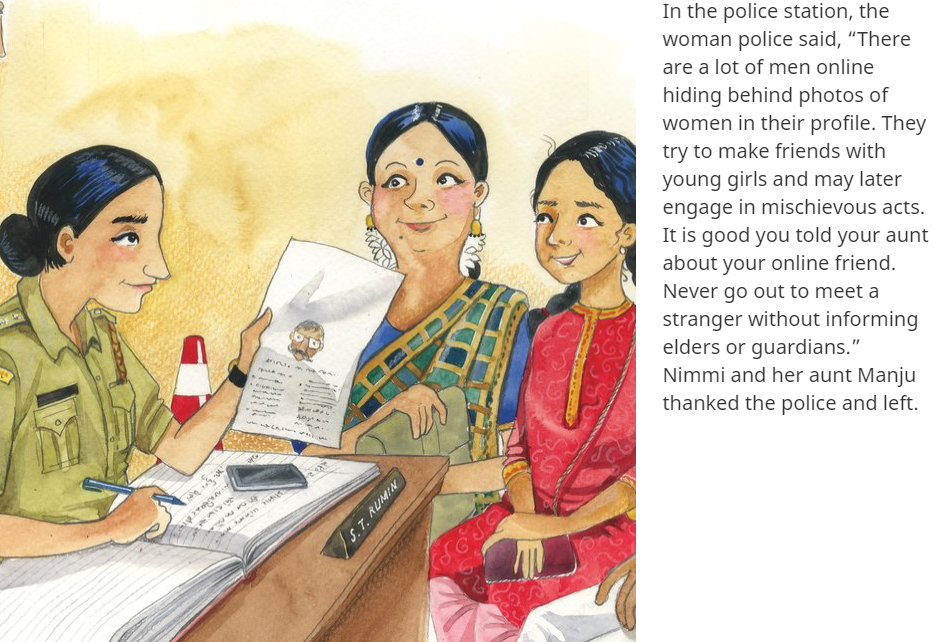 In the police station, the
woman police said, “There
are a lot of men online
hiding behind photos of
women in their profile. They
try to make friends with
young girls and may later
engage in mischievous acts.
It is good you told your aunt
about your online friend.
Never go out to meet a
stranger without informing
elders or guardians.”
Nimmi and her aunt Manju
thanked the police and left.
S.T. RUMIN